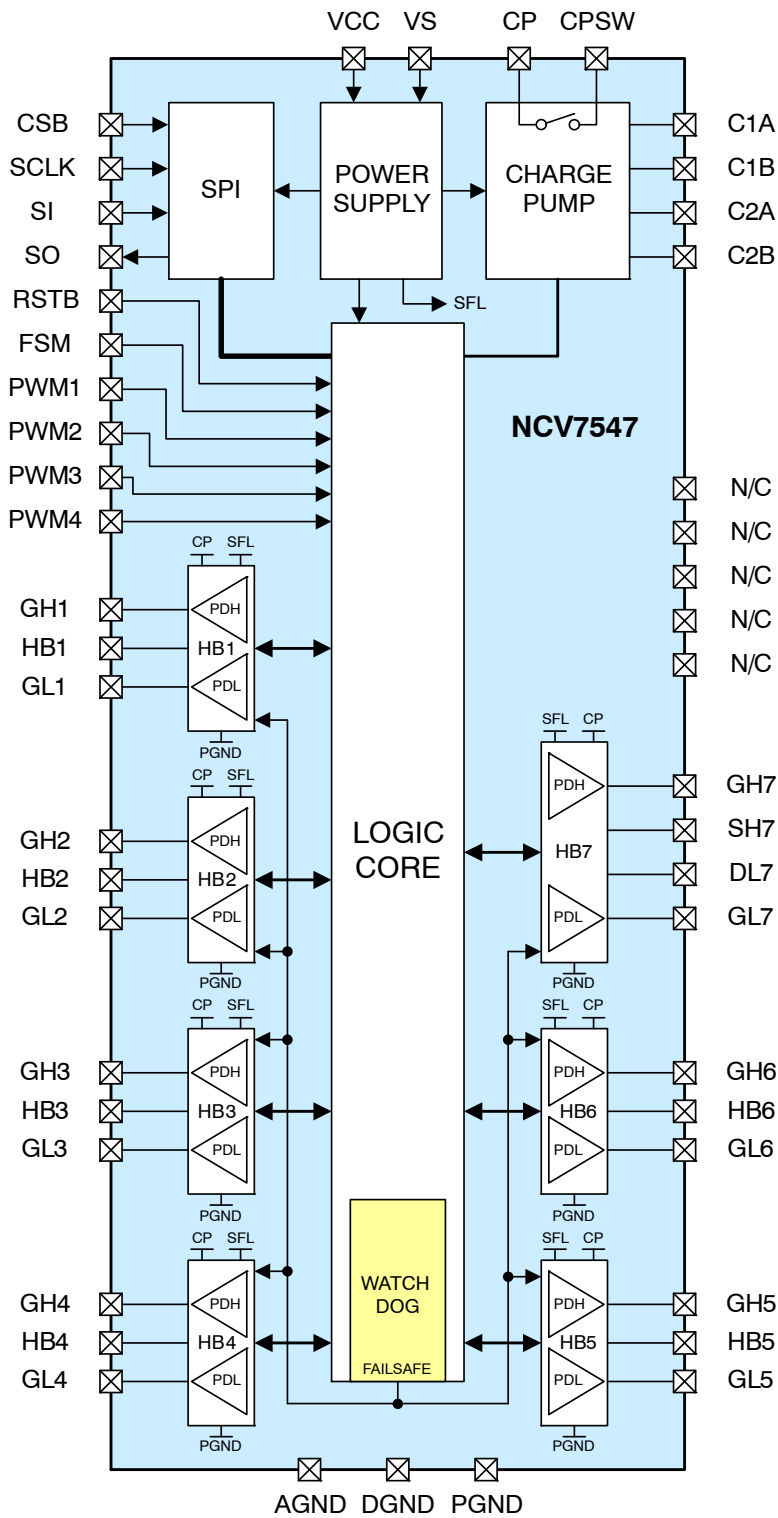 VCC VS CP CPSW
CSB
SCLK
SI
SO
RSTB
FSM
PWM1
PWM2
PWM3
PWM4
SPI
POWER
SUPPLY
CHARGE
PUMP
C1A
C1B
C2A
C2B
SFL
NCV7547
N/C
N/C
N/C
N/C
N/C
LOGIC
CORE
CP SFL
GH1
HB1
GL1
PDH
HB1
PDL
PGND
CP SFL
GH2
HB2
GL2
PDH
HB2
PDL
PGND
CP SFL
GH3
HB3
GL3
PDH
HB3
PDL
PGND
CP SFL
GH4
HB4
GL4
PDH
HB4
PDL
PGND
SFL CP
PDH
HB7
PDL
PGND
GH7
SH7
DL7
GL7
SFL CP
PDH
HB6
PDL
PGND
GH6
HB6
GL6
SFL CP
PDH
HB5
PDL
PGND
GH5
HB5
GL5
WATCH
DOG
FAILSAFE
AGND DGND PGND